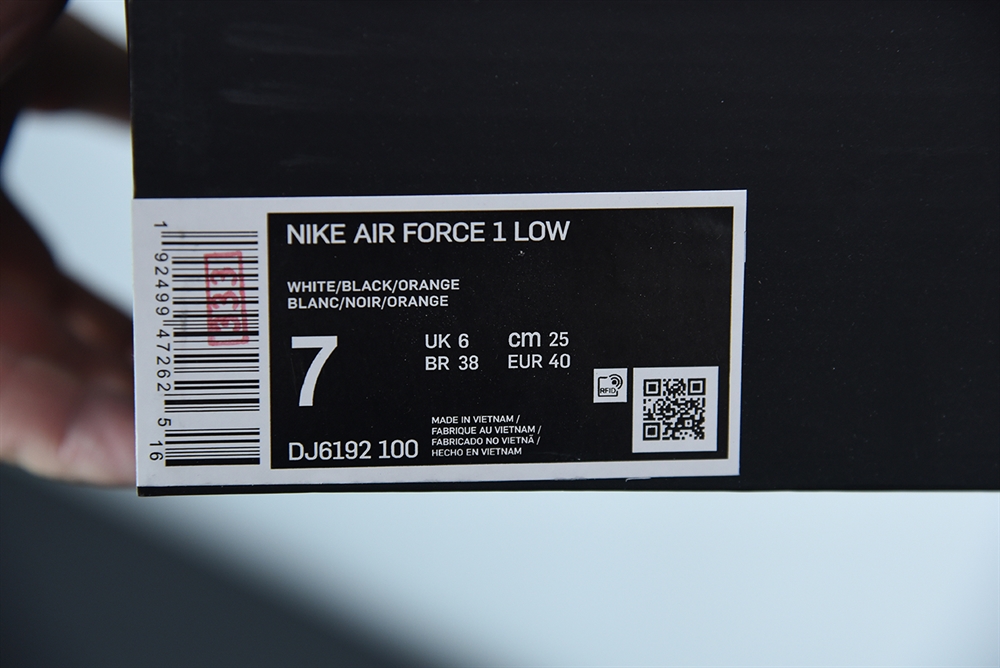 NIKE AIR FORCE 1 LOW
WHITE/BLACK/ORANGE
BLANC/NOIR/ORANGE
7
UK 6 cm 25
BR 38 EUR 40
RFID
MADE IN VIETNAM /
FABRIQUE AU VIETNAM /
FABRICADO NO VIETNÃ /
HECHO EN VIETNAM
DJ6192 100
1 92499 47262 5 16
333